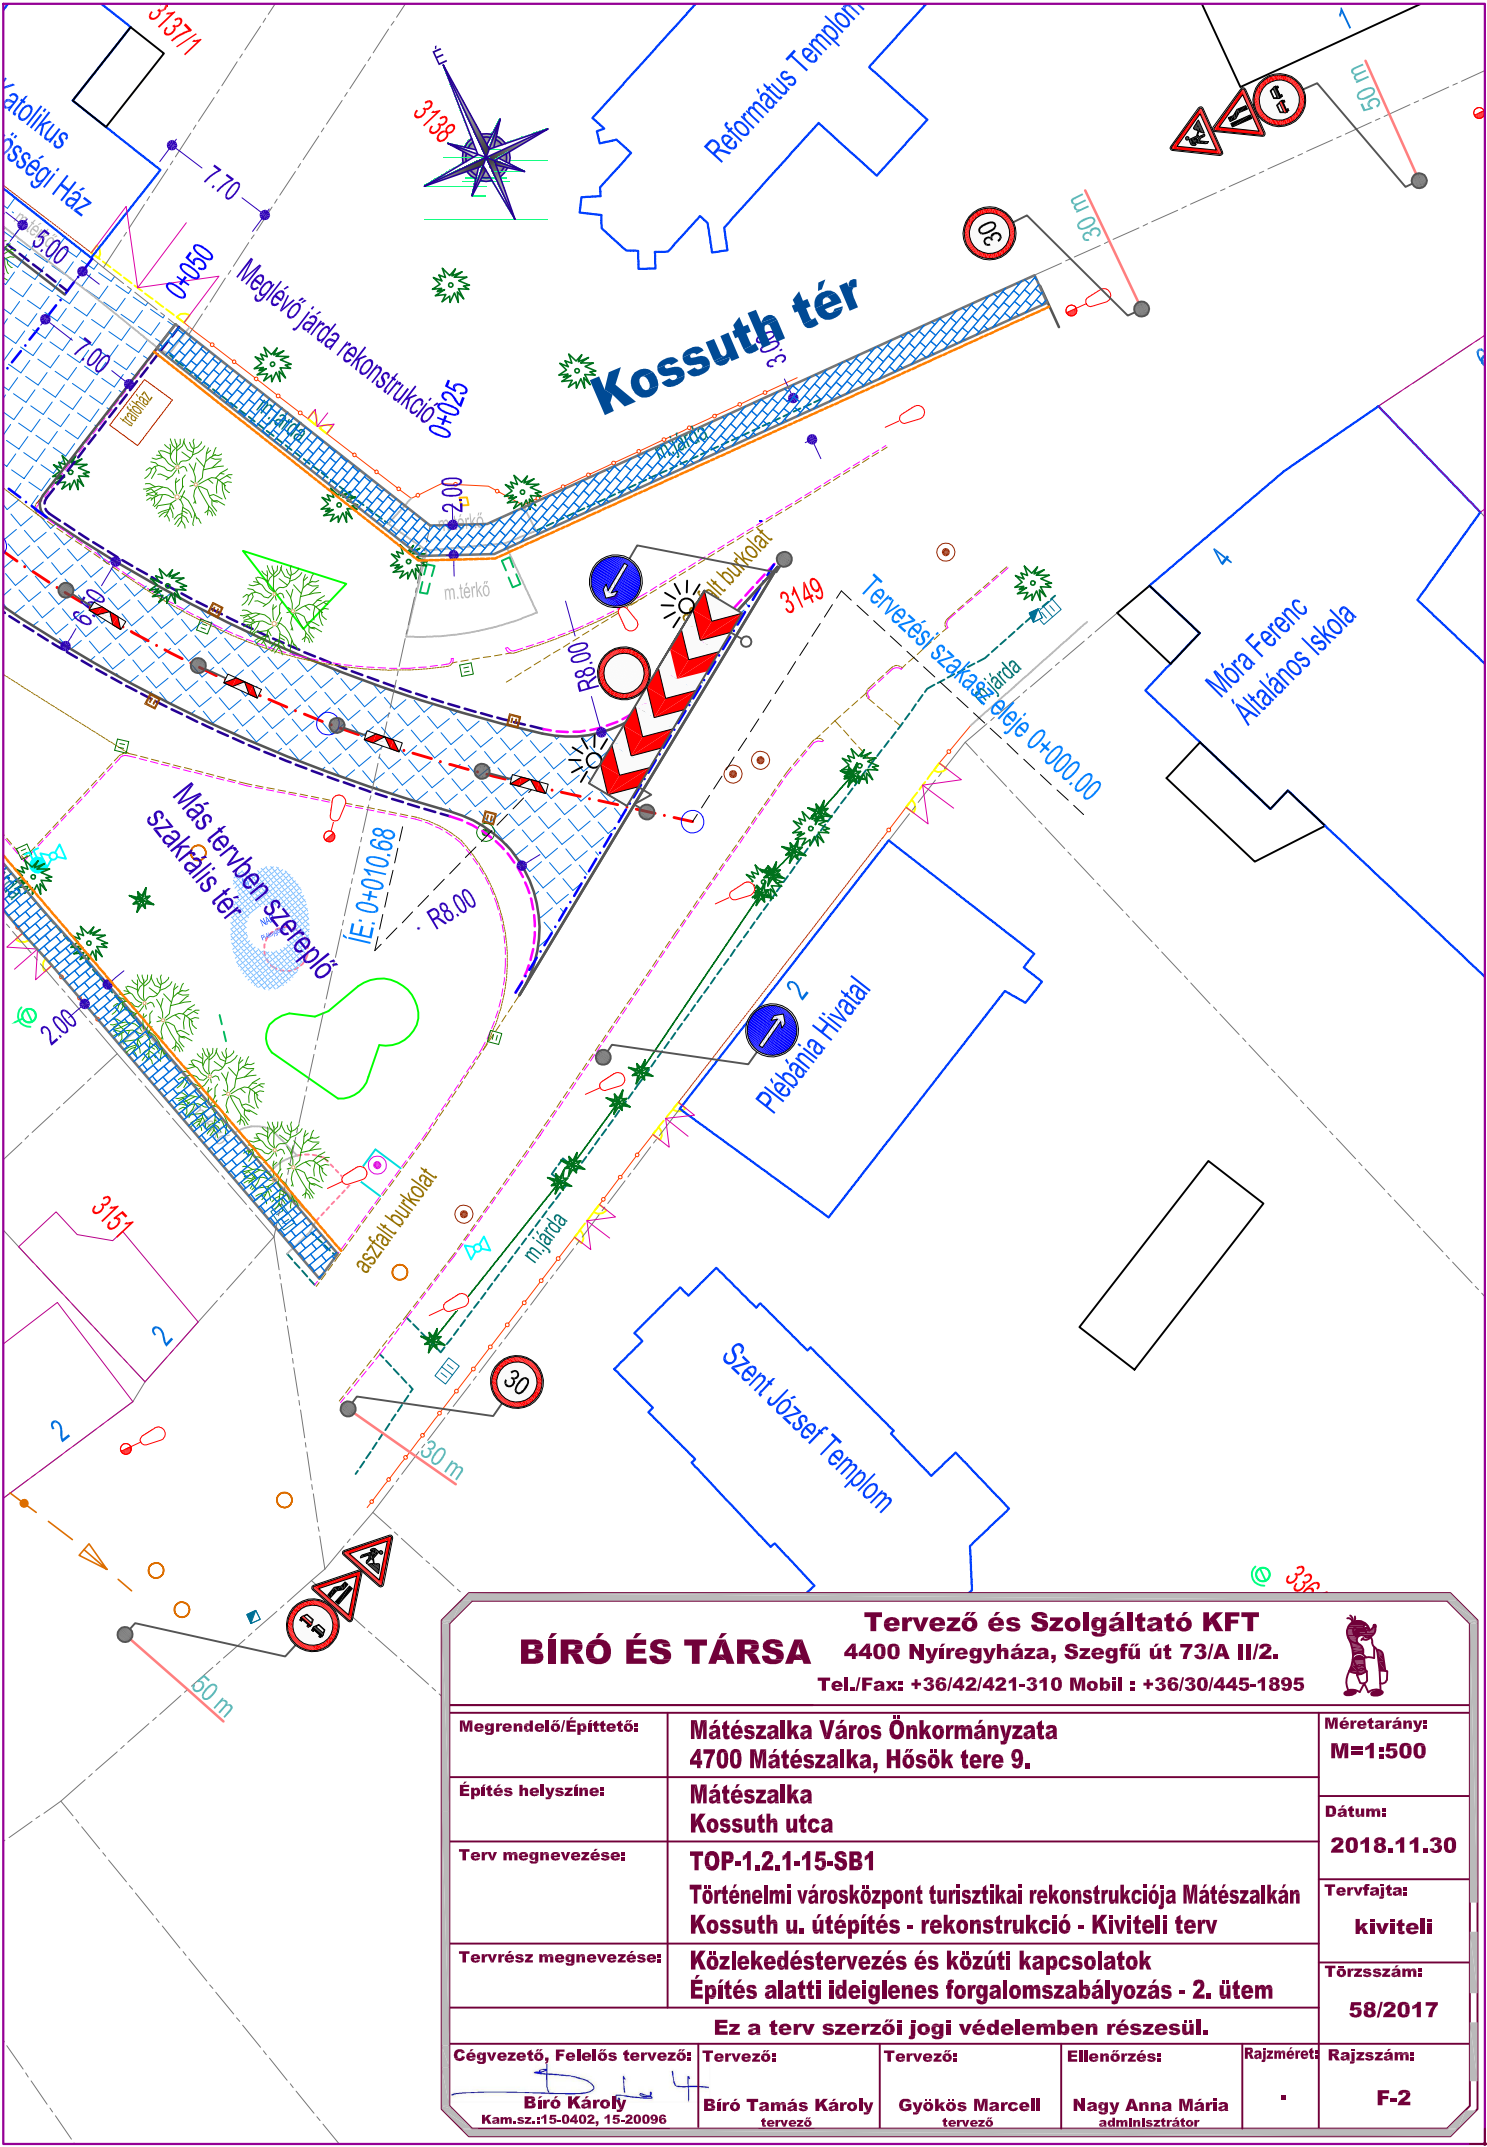 3137/1
Katolikus
össégi Ház
7.70
5.00
7.00
0+050
Meglévő járda rekonstrukció
0+025
3138
É
Református Templom
Kossuth tér
30
30 m
50 m
1
trafóház
m.járda
m.járda
2.00
m.térkő
m.térkő
R8.00
3149
Tervezési szakasz eleje 0+000.00
m.járda
4
Móra Ferenc
Általános Iskola
Más tervben szereplő
szakrális tér
ÍE: 0+010.68
R8.00
2.00
2
Plébánia Hivatal
3151
aszfalt burkolat
m.járda
2
2
30
30 m
Szent József Templom
50 m
336
BÍRÓ ÉS TÁRSA
Tervező és Szolgáltató KFT
4400 Nyíregyháza, Szegfű út 73/A II/2.
Tel./Fax: +36/42/421-310 Mobil : +36/30/445-1895
Megrendelő/Építtető:
Mátészalka Város Önkormányzata
4700 Mátészalka, Hősök tere 9.
Méretarány:
M=1:500
Építés helyszíne:
Mátészalka
Kossuth utca
Dátum:
2018.11.30
Terv megnevezése:
TOP-1.2.1-15-SB1
Történelmi városközpont turisztikai rekonstrukciója Mátészalkán
Kossuth u. útépítés - rekonstrukció - Kiviteli terv
Tervfajta:
kiviteli
Tervrész megnevezése:
Közlekedéstervezés és közúti kapcsolatok
Építés alatti ideiglenes forgalomszabályozás - 2. ütem
Törzsszám:
58/2017
Ez a terv szerzői jogi védelemben részesül.
Cégvezető, Felelős tervező:
Bíró Károly
Kam.sz.:15-0402, 15-20096
Tervező:
Bíró Tamás Károly
tervező
Tervező:
Gyökös Marcell
tervező
Ellenőrzés:
Nagy Anna Mária
adminisztrátor
Rajzméret:
Rajzszám:
F-2